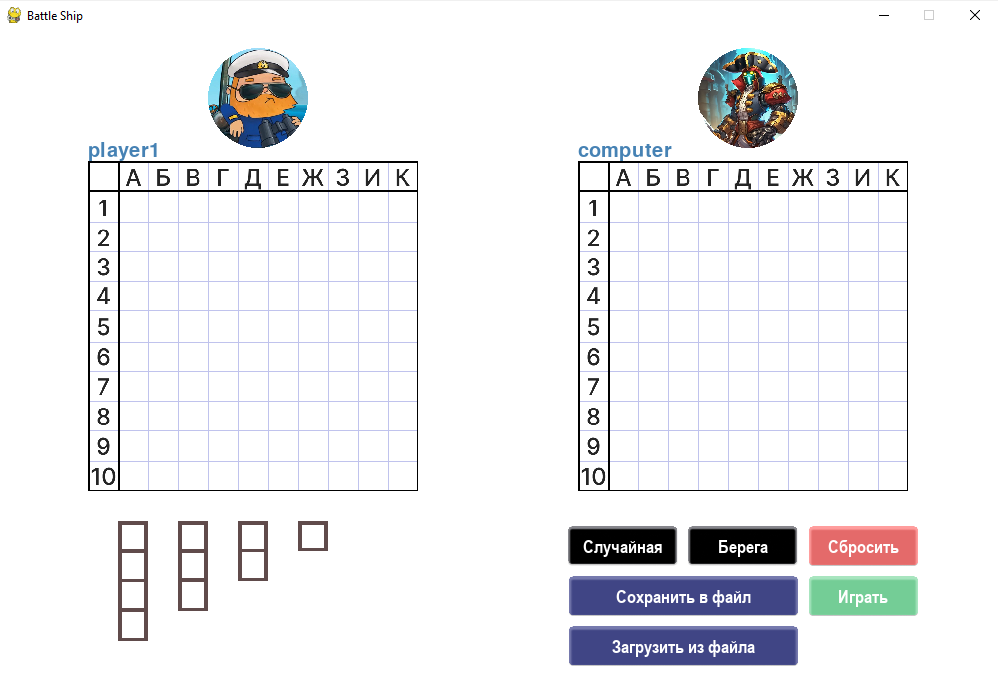 Battle Ship
player1
А Б В Г Д Е Ж З И К
1
2
3
4
5
6
7
8
9
10
computer
А Б В Г Д Е Ж З И К
1
2
3
4
5
6
7
8
9
10
Случайная Берега Сбросить
Сохранить в файл Играть
Загрузить из файла